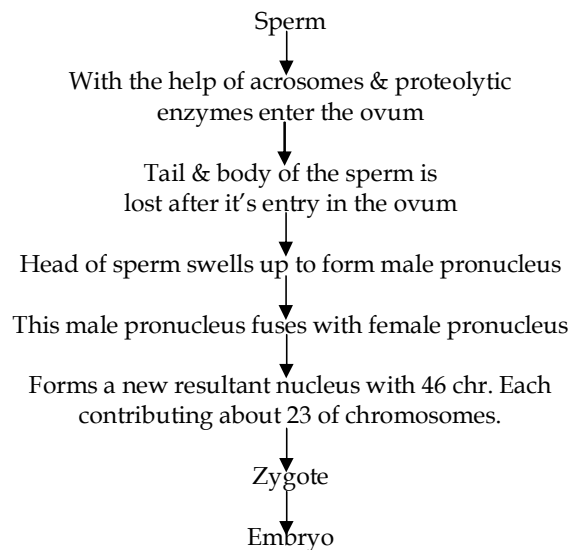 Sperm
With the help of acrosomes & proteolytic
enzymes enter the ovum
Tail & body of the sperm is
lost after it’s entry in the ovum
Head of sperm swells up to form male pronucleus
This male pronucleus fuses with female pronucleus
Forms a new resultant nucleus with 46 chr. Each
contributing about 23 of chromosomes.
Zygote
Embryo